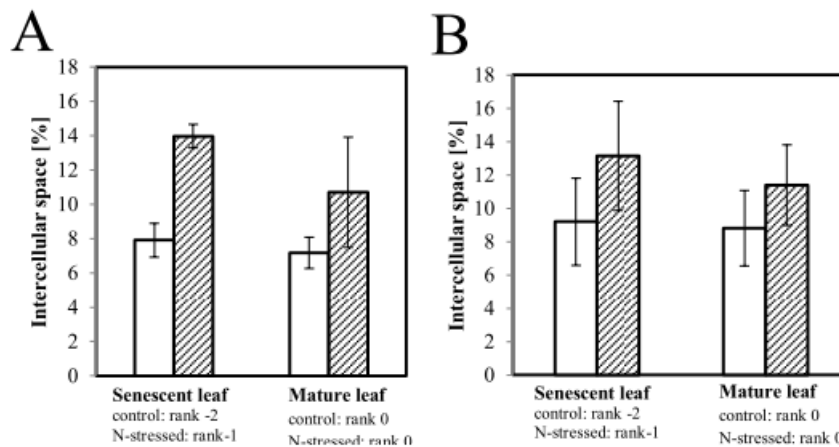 A
Intercellular space [%]
18
16
14
12
10
8
6
4
2
0
Senescent leaf
control: rank -2
N-stressed: rank-1
Mature leaf
control: rank 0
N-stressed: rank 0
B
Intercellular space [%]
18
16
14
12
10
8
6
4
2
0
Senescent leaf
control: rank -2
N-stressed: rank-1
Mature leaf
control: rank 0
N-stressed: rank 0